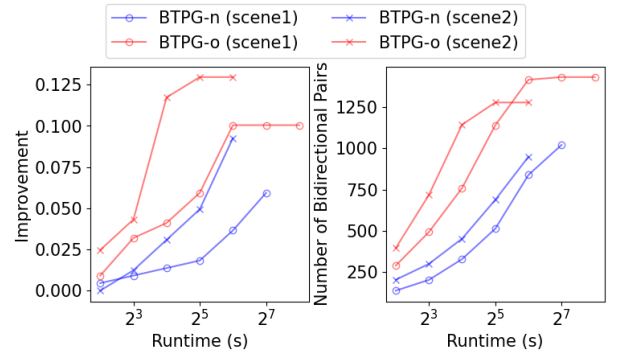 BTPG-n (scene1) BTPG-n (scene2)
BTPG-o (scene1) BTPG-o (scene2)
Improvement
0.125
0.100
0.075
0.050
0.025
0.000
2^3 2^5 2^7
Runtime (s)
Number of Bidirectional Pairs
1250
1000
750
500
250
2^3 2^5 2^7
Runtime (s)